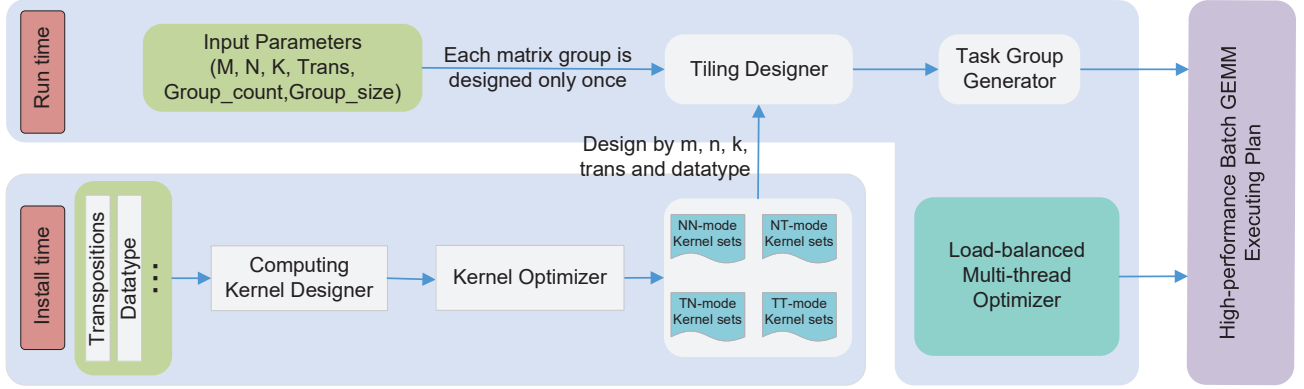 Run time
Input Parameters
(M, N, K, Trans,
Group_count,Group_size)
Each matrix group is
designed only once
Tiling Designer
Task Group
Generator
High-performance Batch GEMM
Executing Plan
Design by m, n, k,
trans and datatype
Install time
Transpositions
Datatype
...
Computing
Kernel Designer
Kernel Optimizer
NN-mode
Kernel sets
NT-mode
Kernel sets
TN-mode
Kernel sets
TT-mode
Kernel sets
Load-balanced
Multi-thread
Optimizer